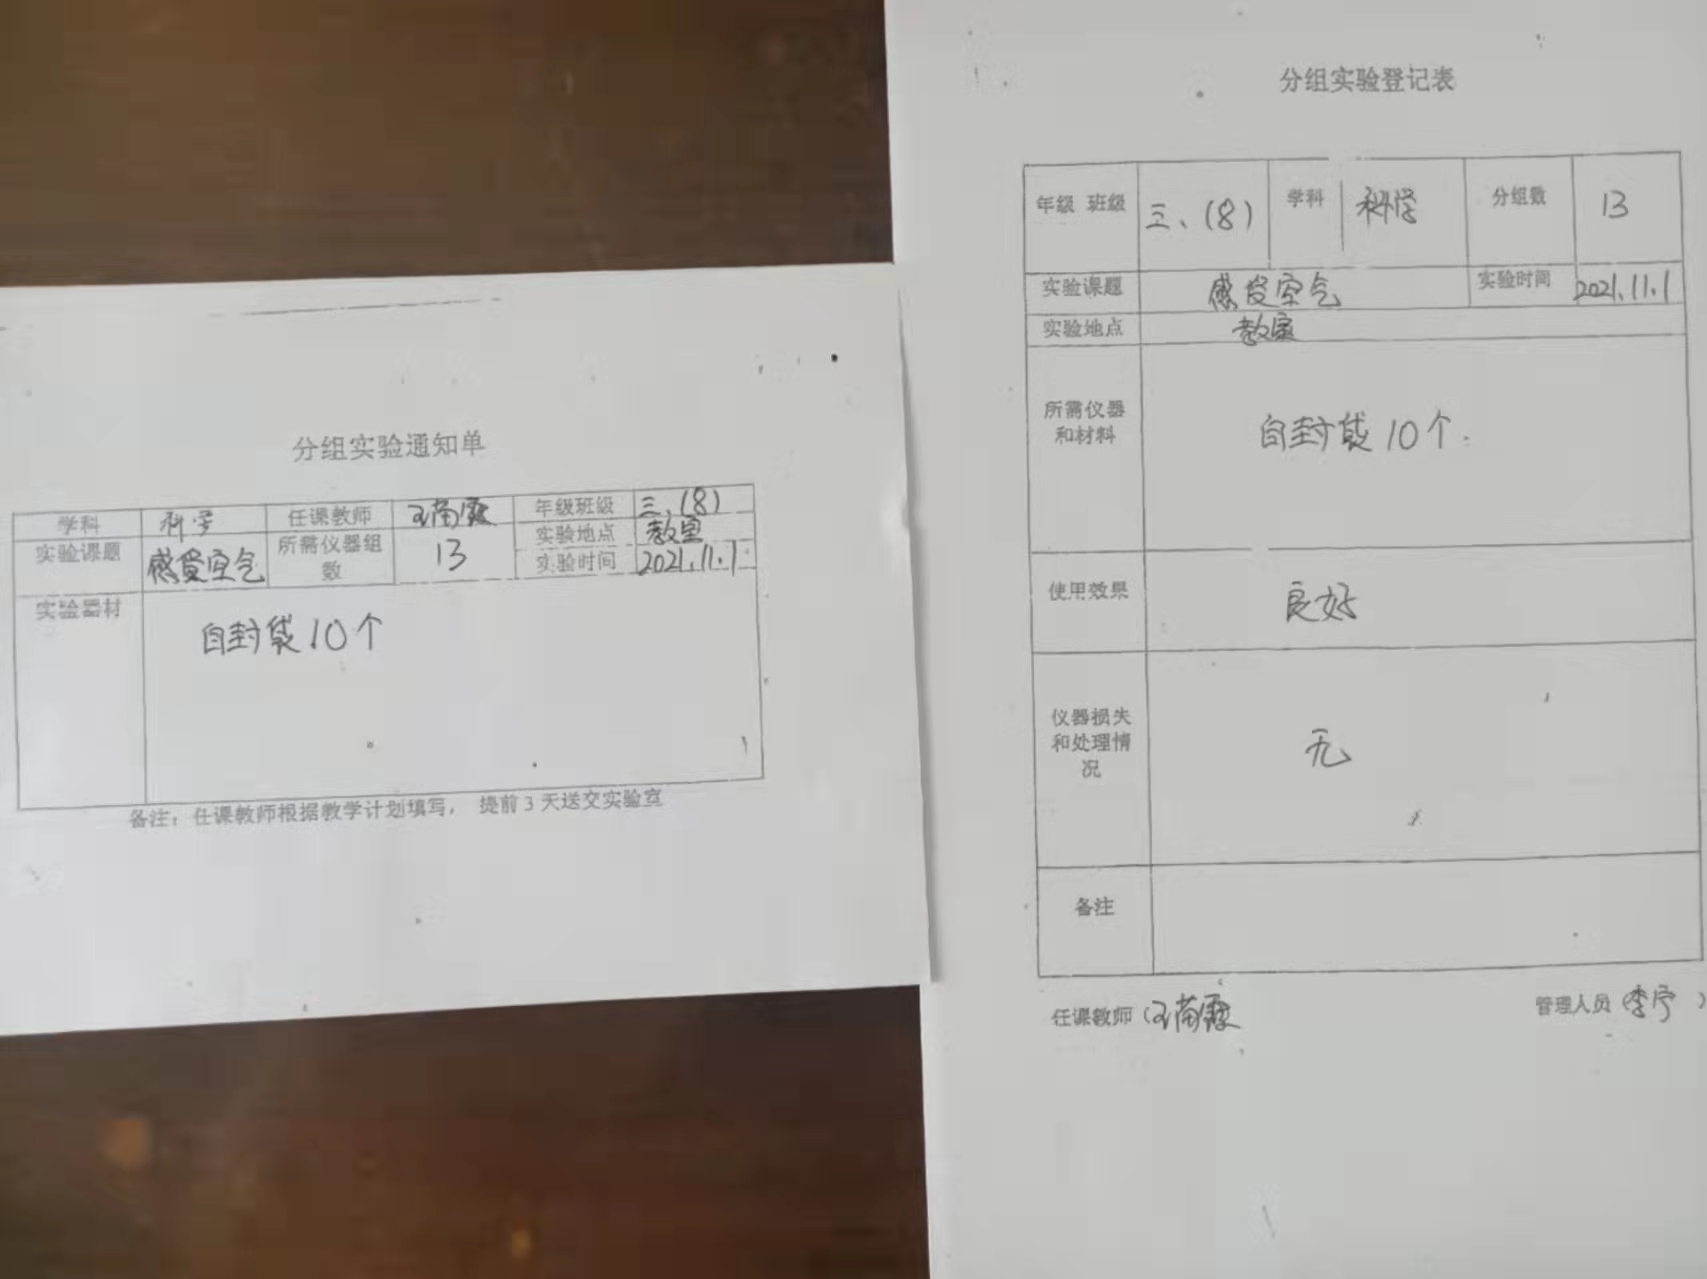 分组实验通知单
学科 科学 任课教师 王菊霞 年级班级 三、(8)
实验课题 感受空气 所需仪器组数 13 实验地点 教室
实验时间 2021.11.1
实验器材 自封袋10个
备注：任课教师根据教学计划填写， 提前3天送交实验室
分组实验登记表
年级 班级 三、(8) 学科 科学 分组数 13
实验课题 感受空气 实验时间 2021.11.1
实验地点 教室
所需仪器
和材料
自封袋10个.
使用效果 良好
仪器损失
和处理情
况
无
备注
任课教师（王菊霞 管理人员（李宁 ）